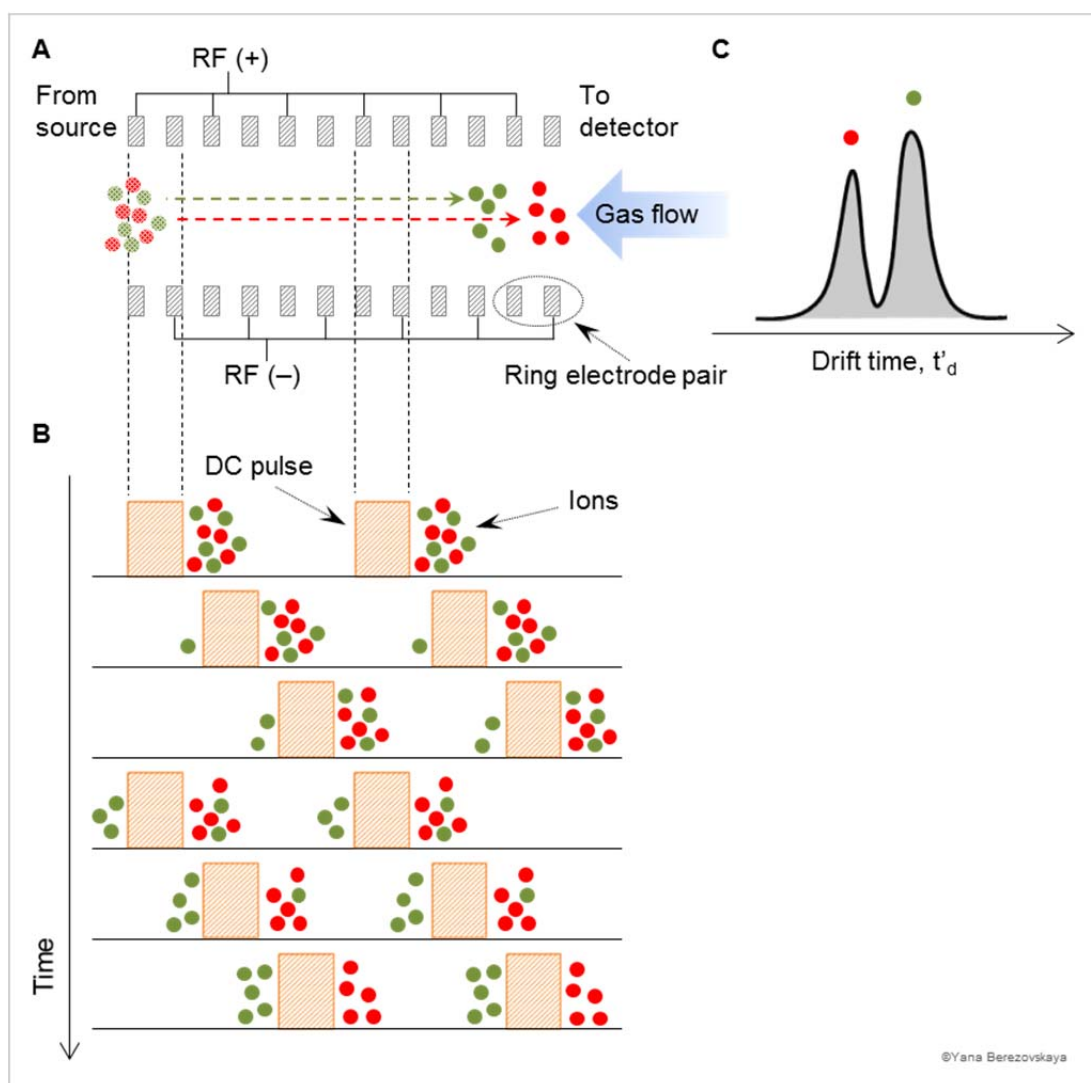 A
RF (+)
From
source
To
detector
Gas flow
RF (–)
Ring electrode pair
C
Drift time, t'd
B
DC pulse
Ions
Time
©Yana Berezovskaya